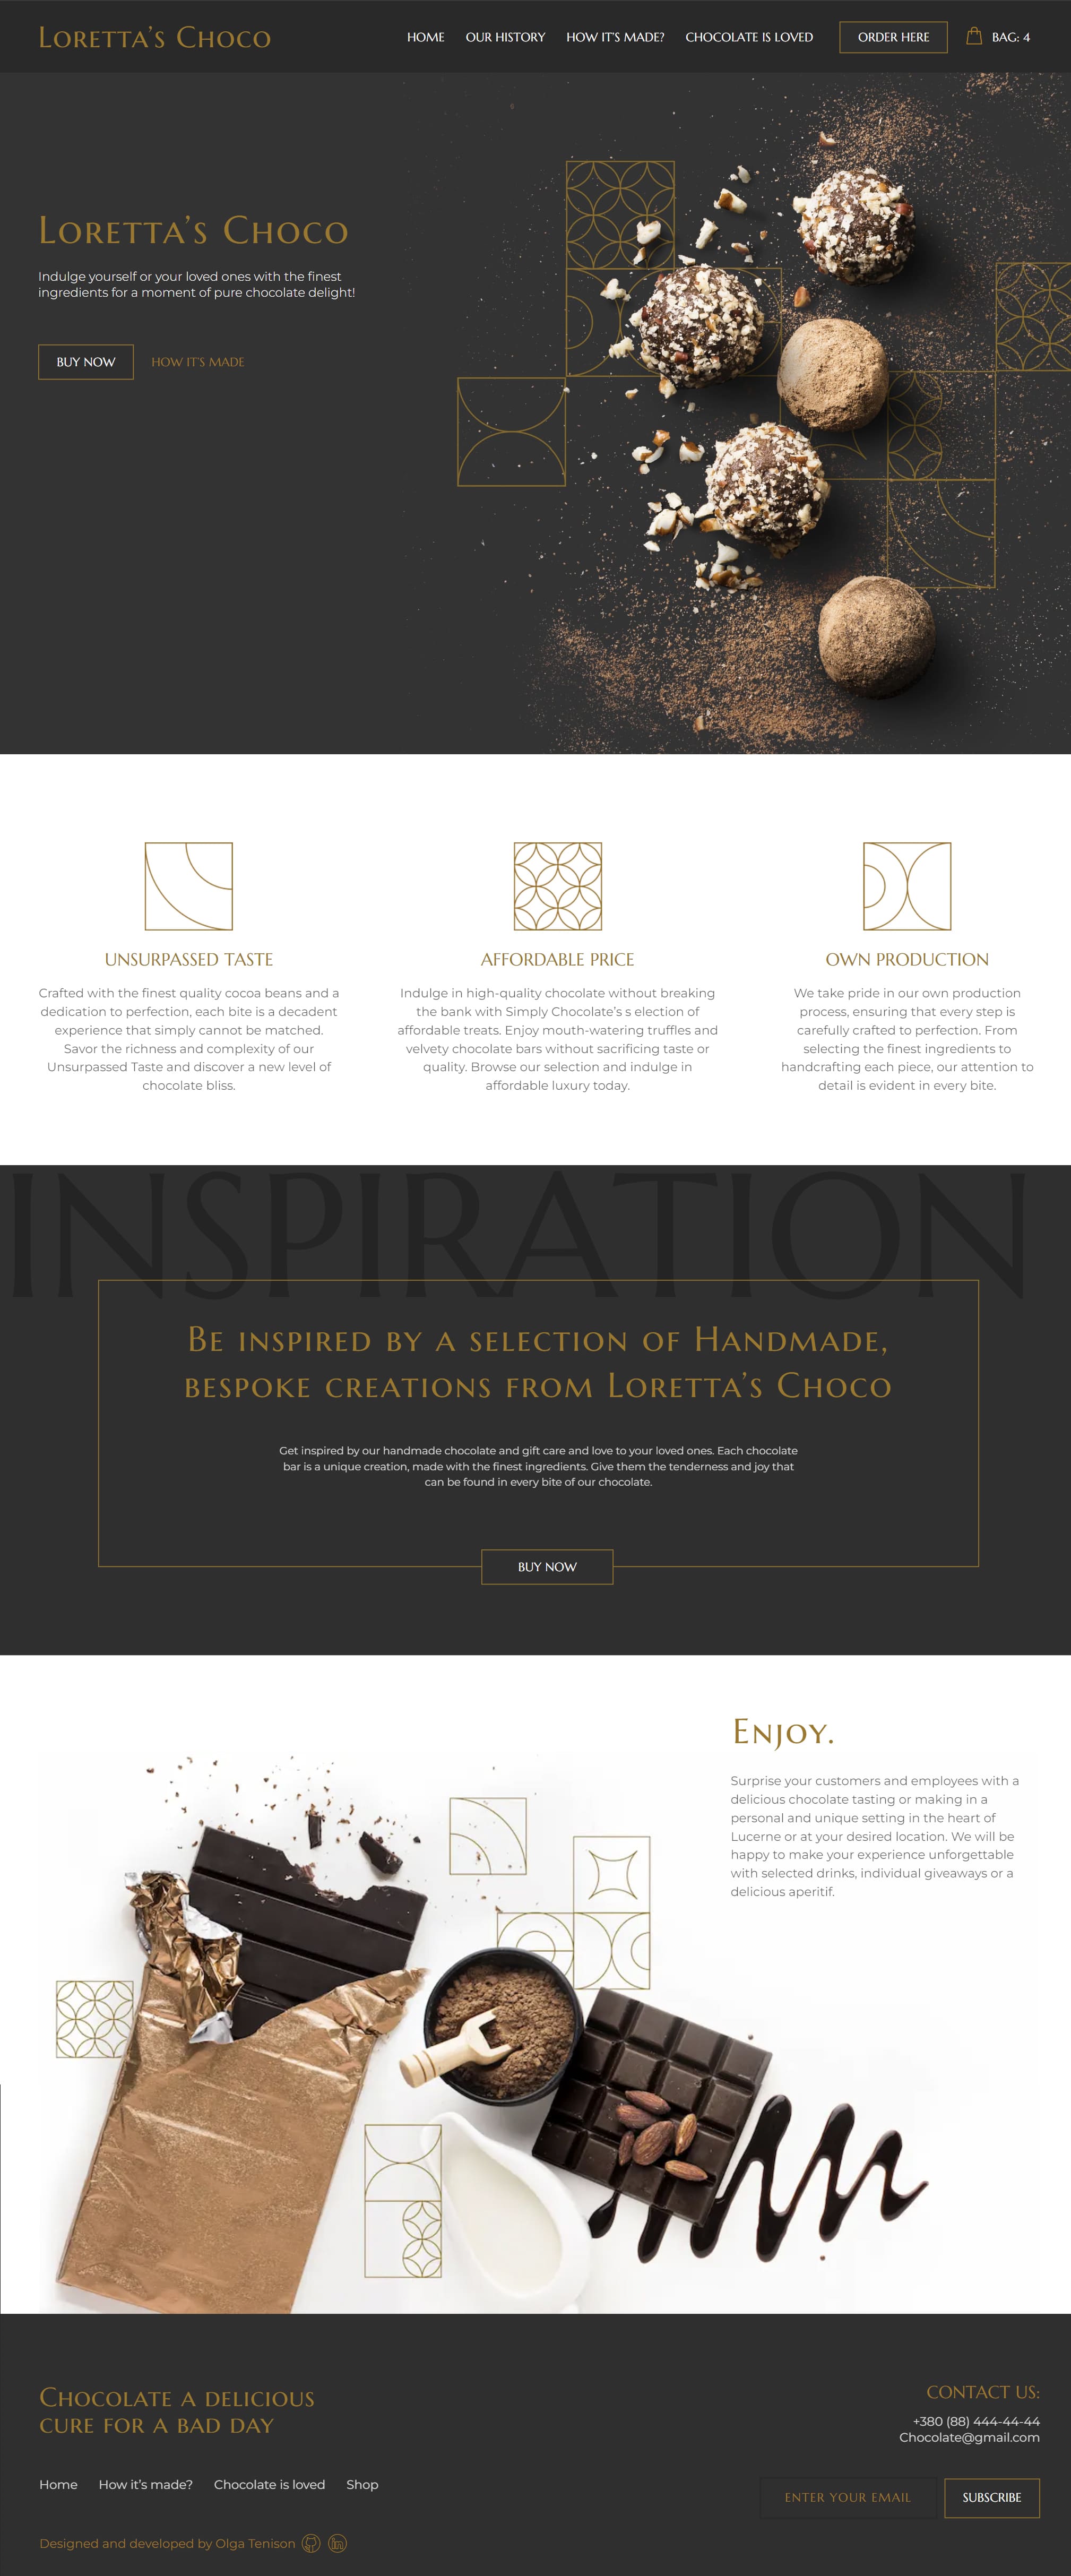 Loretta's Choco
HOME OUR HISTORY HOW IT'S MADE? CHOCOLATE IS LOVED ORDER HERE BAG: 4
Loretta's Choco
Indulge yourself or your loved ones with the finest
ingredients for a moment of pure chocolate delight!
BUY NOW HOW IT'S MADE
UNSURPASSED TASTE
Crafted with the finest quality cocoa beans and a
dedication to perfection, each bite is a decadent
experience that simply cannot be matched.
Savor the richness and complexity of our
Unsurpassed Taste and discover a new level of
chocolate bliss.
AFFORDABLE PRICE
Indulge in high-quality chocolate without breaking
the bank with Simply Chocolate's s election of
affordable treats. Enjoy mouth-watering truffles and
velvety chocolate bars without sacrificing taste or
quality. Browse our selection and indulge in
affordable luxury today.
OWN PRODUCTION
We take pride in our own production
process, ensuring that every step is
carefully crafted to perfection. From
selecting the finest ingredients to
handcrafting each piece, our attention to
detail is evident in every bite.
INSPIRATION
Be inspired by a selection of Handmade,
bespoke creations from Loretta's Choco
Get inspired by our handmade chocolate and gift care and love to your loved ones. Each chocolate
bar is a unique creation, made with the finest ingredients. Give them the tenderness and joy that
can be found in every bite of our chocolate.
BUY NOW
Enjoy.
Surprise your customers and employees with a
delicious chocolate tasting or making in a
personal and unique setting in the heart of
Lucerne or at your desired location. We will be
happy to make your experience unforgettable
with selected drinks, individual giveaways or a
delicious aperitif.
Chocolate a delicious
cure for a bad day
Home How it's made? Chocolate is loved Shop
Designed and developed by Olga Tenison in
CONTACT US:
+380 (88) 444-44-44
Chocolate@gmail.com
ENTER YOUR EMAIL SUBSCRIBE